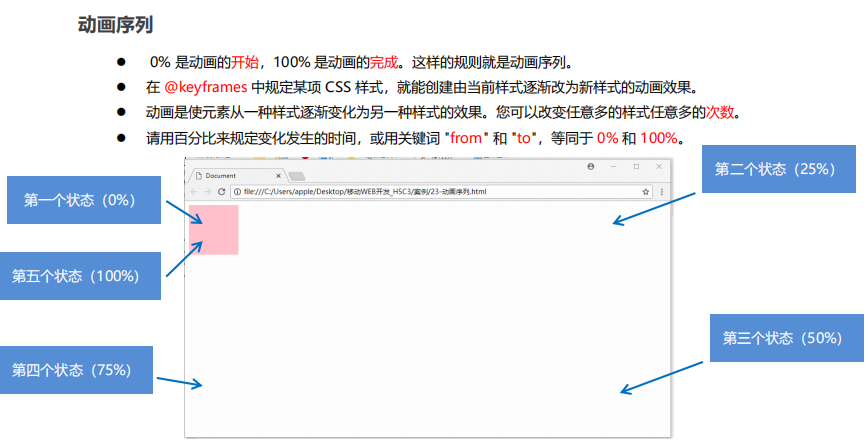 动画序列
● 0% 是动画的开始，100% 是动画的完成。这样的规则就是动画序列。
● 在 @keyframes 中规定某项 CSS 样式，就能创建由当前样式逐渐改为新样式的动画效果。
● 动画是使元素从一种样式逐渐变化为另一种样式的效果。您可以改变任意多的样式任意多的次数。
● 请用百分比来规定变化发生的时间，或用关键词 "from" 和 "to"，等同于 0% 和 100%。
第二个状态（25%）
Document
第一个状态（0%）
file:///C:/Users/apple/Desktop/移动WEB开发_H5C3/案例/23-动画序列.html
第五个状态（100%）
第三个状态（50%）
第四个状态（75%）